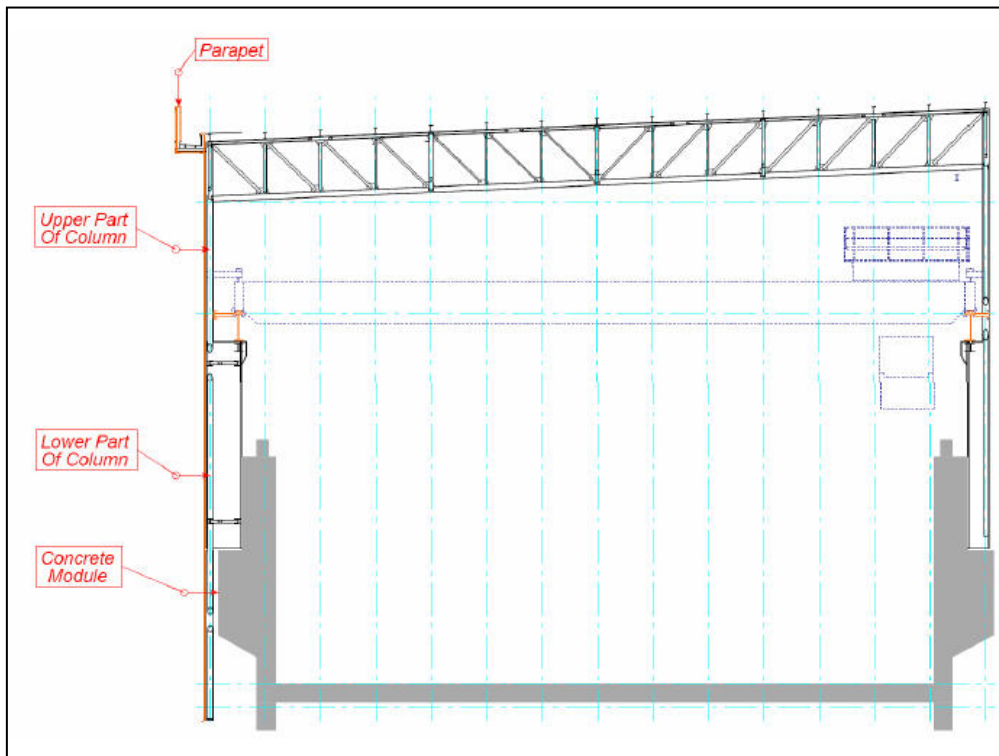 Parapet
Upper Part
Of Column
Lower Part
Of Column
Concrete
Module